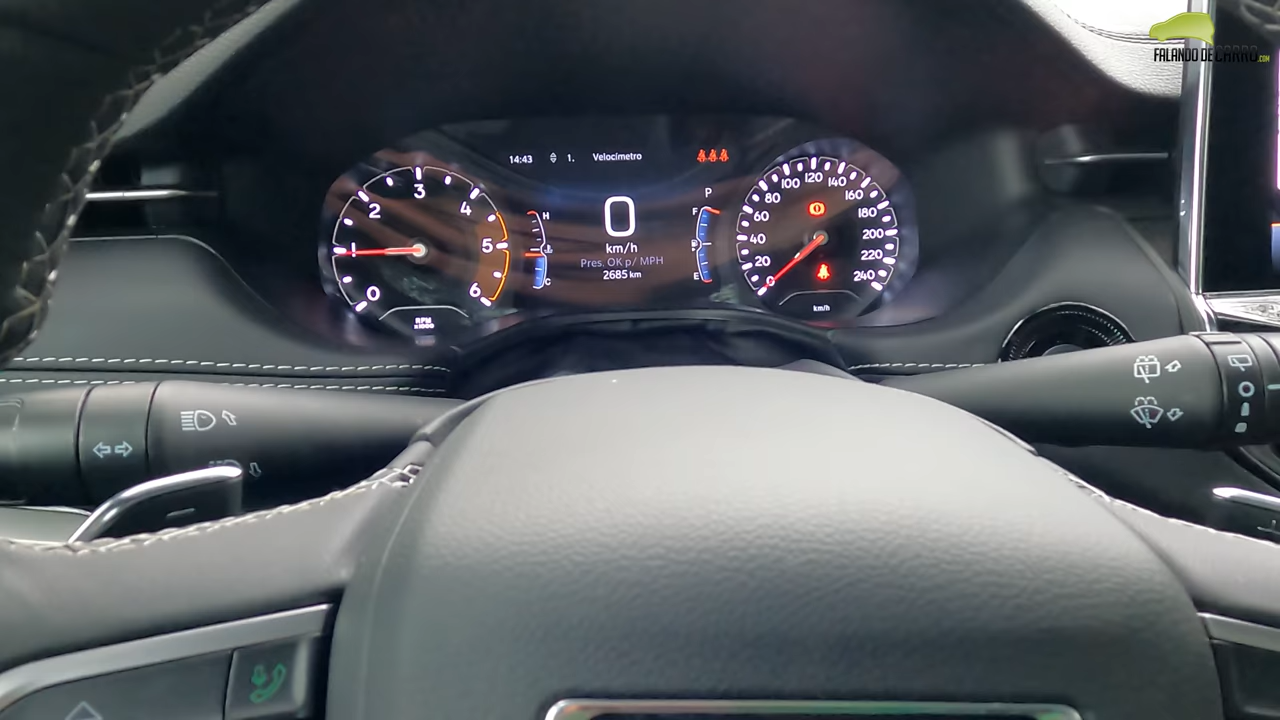 FALANDO DE CARRO.COM
14:43 1. Velocímetro
P
0
km/h
Pres. OK p/ MPH
2685 km
H
C
F
E
0
1
2
3
4
5
6
RPM
x1000
0
20
40
60
80
100
120
140
160
180
200
220
240
km/h